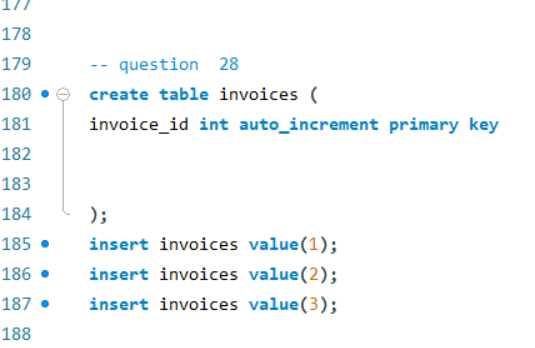 177
178
179 -- question  28
180 create table invoices (
181 invoice_id int auto_increment primary key
182
183
184 );
185 insert invoices value(1);
186 insert invoices value(2);
187 insert invoices value(3);
188